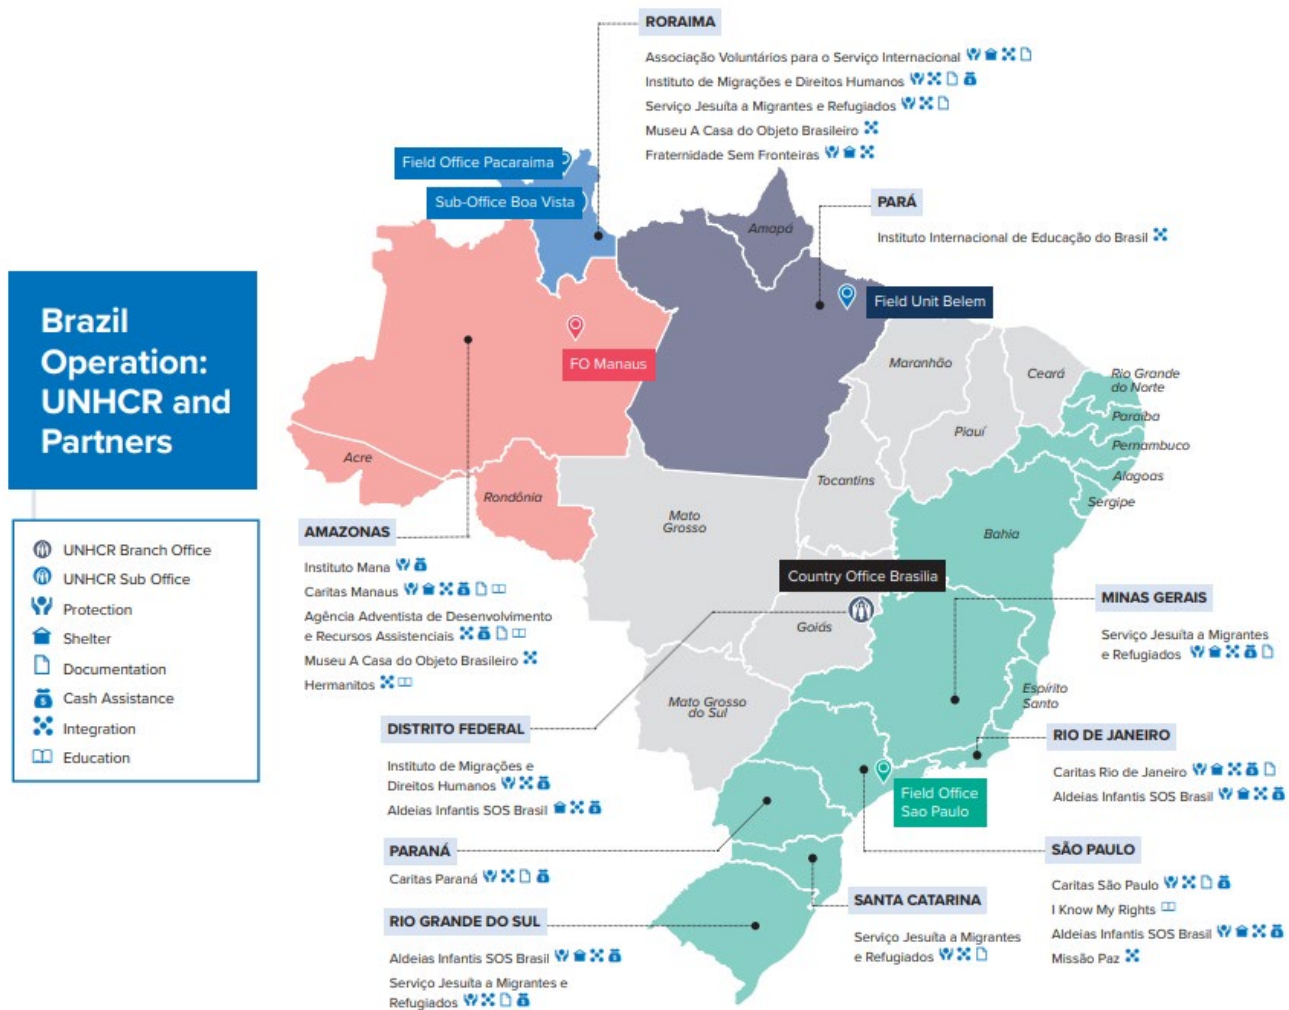 RORAIMA
Associação Voluntários para o Serviço Internacional
Instituto de Migrações e Direitos Humanos
Serviço Jesuíta a Migrantes e Refugiados
Museu A Casa do Objeto Brasileiro
Fraternidade Sem Fronteiras
Field Office Pacaraima
Sub-Office Boa Vista
PARÁ
Instituto Internacional de Educação do Brasil
Amapá
Field Unit Belem
Brazil
Operation:
UNHCR and
Partners
FO Manaus
Maranhão
Ceará
Rio Grande
do Norte
Paraíba
Piauí
Pernambuco
Acre
Alagoas
Tocantins
Rondônia
Sergipe
Mato
Grosso
Bahia
UNHCR Branch Office
UNHCR Sub Office
Protection
Shelter
Documentation
Cash Assistance
Integration
Education
AMAZONAS
Instituto Mana
Caritas Manaus
Agência Adventista de Desenvolvimento
e Recursos Assistenciais
Museu A Casa do Objeto Brasileiro
Hermanitos
Country Office Brasilia
Goiás
MINAS GERAIS
Serviço Jesuíta a Migrantes
e Refugiados
Mato Grosso
do Sul
Espírito
Santo
DISTRITO FEDERAL
Instituto de Migrações e
Direitos Humanos
Aldeias Infantis SOS Brasil
RIO DE JANEIRO
Caritas Rio de Janeiro
Aldeias Infantis SOS Brasil
Field Office
Sao Paulo
PARANÁ
Caritas Paraná
SÃO PAULO
Caritas São Paulo
I Know My Rights
Aldeias Infantis SOS Brasil
Missão Paz
SANTA CATARINA
Serviço Jesuíta a Migrantes
e Refugiados
RIO GRANDE DO SUL
Aldeias Infantis SOS Brasil
Serviço Jesuíta a Migrantes e
Refugiados